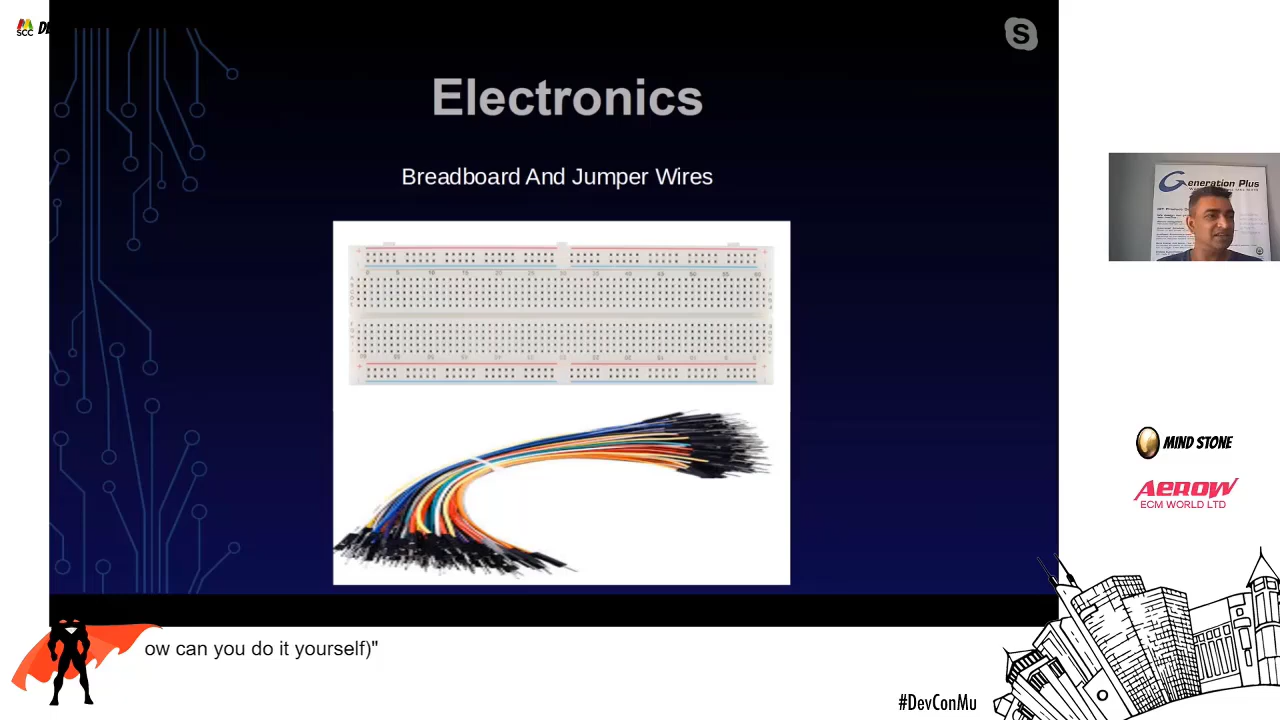 SCC
Electronics
Breadboard And Jumper Wires
Generation Plus
MIND STONE
AEROW
ECM WORLD LTD
ow can you do it yourself)"
#DevConMu